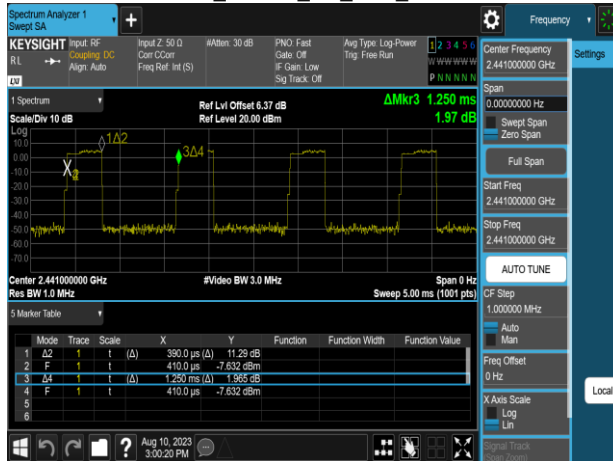 Spectrum Analyzer 1
Swept SA
+
Frequency
KEYSIGHT Input: RF Input Z: 50 Ω #Atten: 30 dB PNO: Fast Avg Type: Log-Power 1 2 3 4 5 6
RL Coupling: DC Corr CCorr Gate: Off Trig: Free Run W W W W W W
Align: Auto Freq Ref: Int (S) IF Gain: Low
Sig Track: Off P N N N N N
LXI
Center Frequency
2.441000000 GHz
Settings
1 Spectrum
Ref Lvl Offset 6.37 dB ΔMkr3 1.250 ms
Scale/Div 10 dB Ref Level 20.00 dBm 1.97 dB
Log
10.0
0.00
-10.0
-20.0
-30.0
-40.0
-50.0
-60.0
-70.0
1Δ2
3Δ4
X
Span
0.00000000 Hz
Swept Span
Zero Span
Full Span
Start Freq
2.441000000 GHz
Stop Freq
2.441000000 GHz
AUTO TUNE
Center 2.441000000 GHz #Video BW 3.0 MHz Span 0 Hz
Res BW 1.0 MHz Sweep 5.00 ms (1001 pts)
CF Step
1.000000 MHz
Auto
Man
Freq Offset
0 Hz
X Axis Scale
Log
Lin
Local
Signal Track
(Span Zoom)
5 Marker Table
Mode Trace Scale X Y Function Function Width Function Value
1 Δ2 1 t (Δ) 390.0 µs (Δ) 11.29 dB
2 F 1 t 410.0 µs -7.632 dBm
3 Δ4 1 t (Δ) 1.250 ms (Δ) 1.965 dB
4 F 1 t 410.0 µs -7.632 dBm
5
6
?
Aug 10, 2023
3:00:20 PM